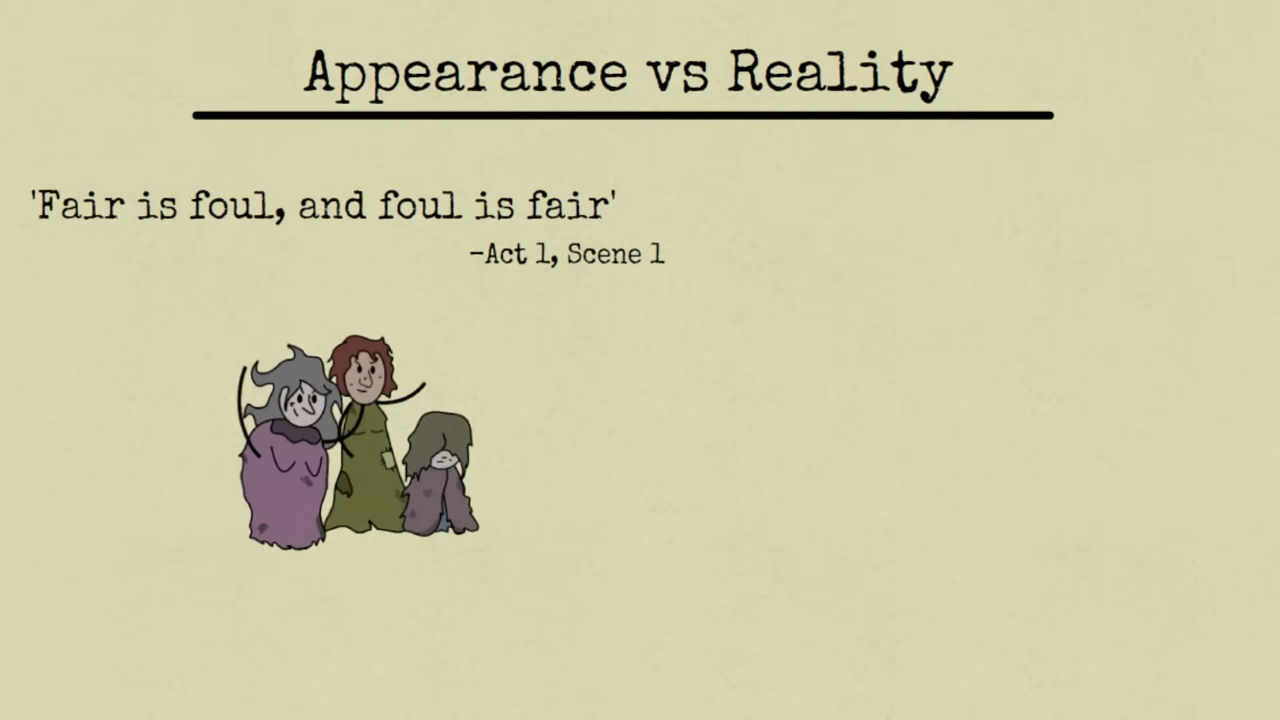 Appearance vs Reality
'Fair is foul, and foul is fair'
-Act 1, Scene 1